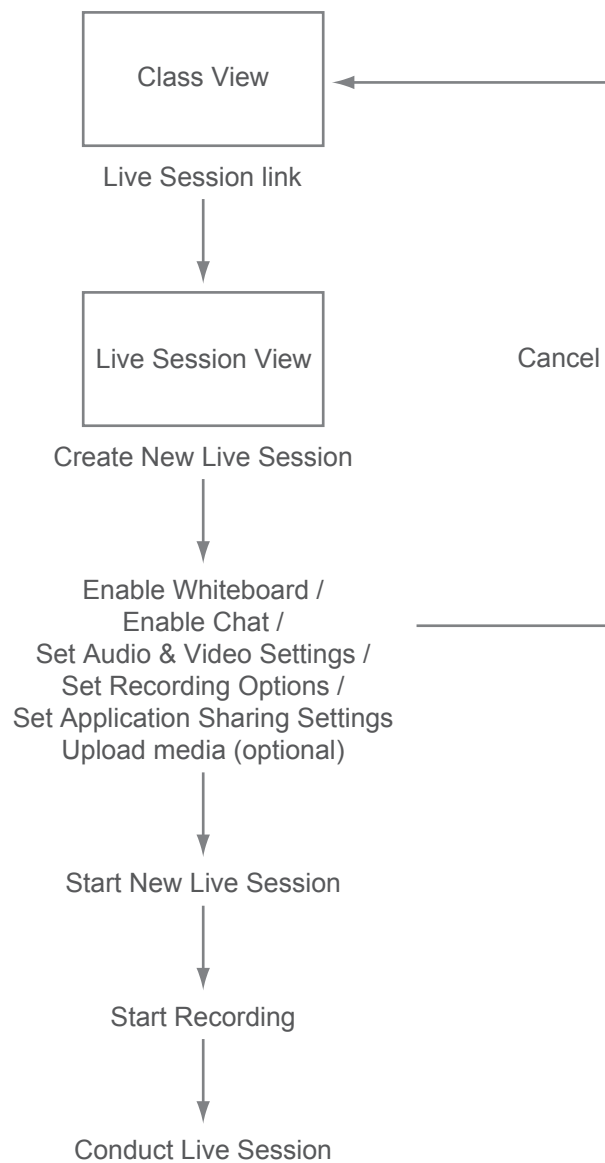 Class View
Live Session link
Live Session View
Cancel
Create New Live Session
Enable Whiteboard /
Enable Chat /
Set Audio & Video Settings /
Set Recording Options /
Set Application Sharing Settings
Upload media (optional)
Start New Live Session
Start Recording
Conduct Live Session